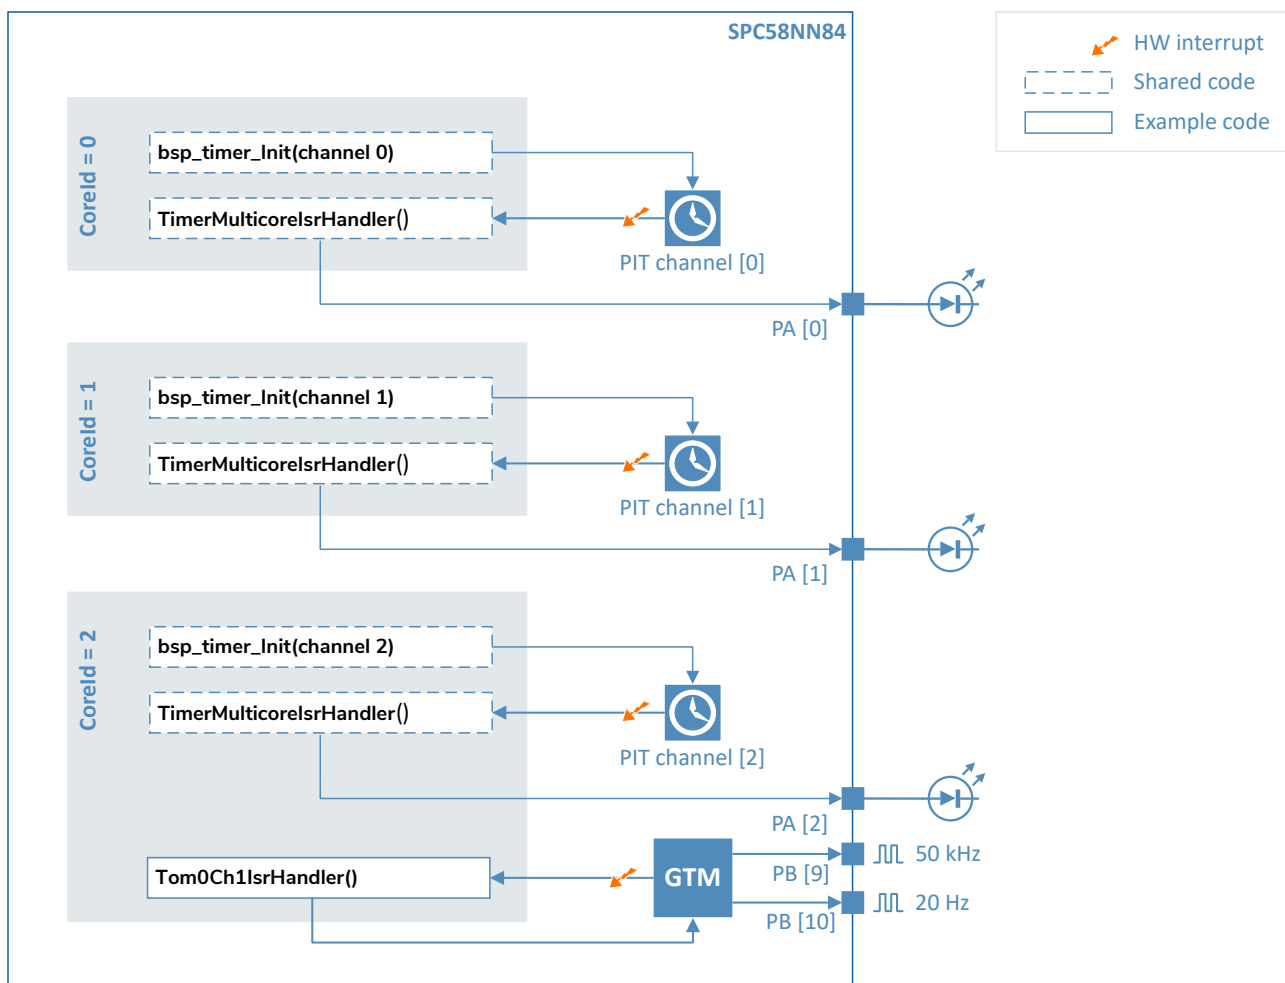 SPC58NN84
HW interrupt
Shared code
Example code
CoreId = 0
bsp_timer_Init(channel 0)
TimerMulticoreIsrHandler()
PIT channel [0]
PA [0]
CoreId = 1
bsp_timer_Init(channel 1)
TimerMulticoreIsrHandler()
PIT channel [1]
PA [1]
CoreId = 2
bsp_timer_Init(channel 2)
TimerMulticoreIsrHandler()
PIT channel [2]
PA [2]
Tom0Ch1IsrHandler()
GTM
PB [9]
50 kHz
PB [10]
20 Hz